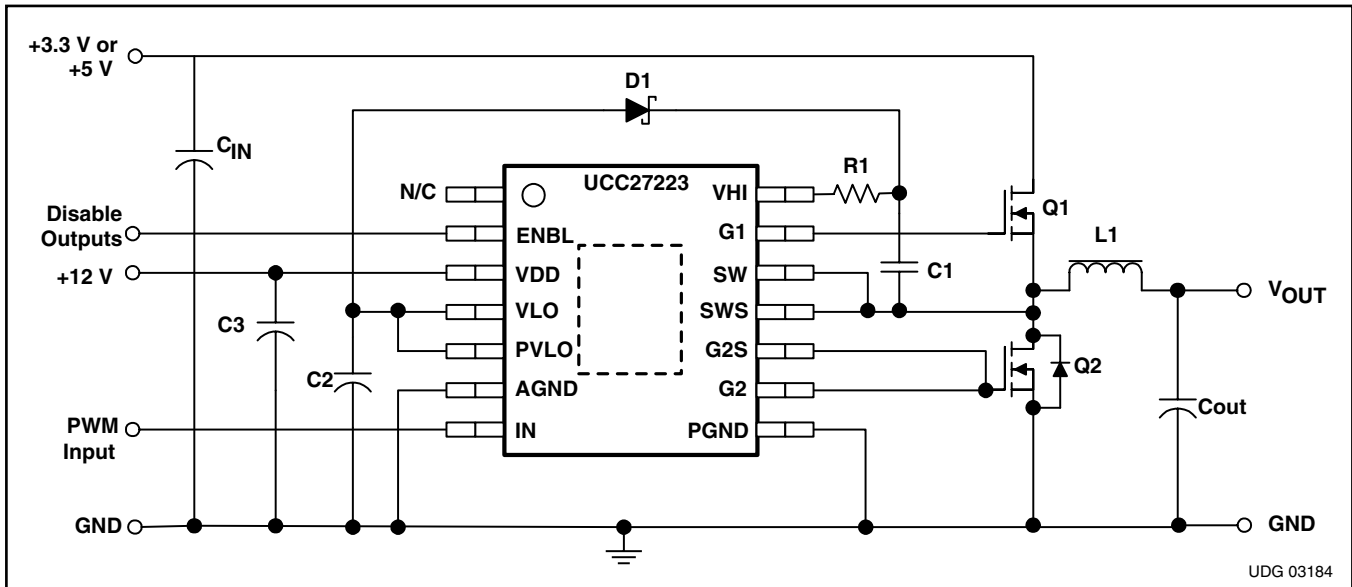 +3.3 V or
+5 V
D1
CIN
UCC27223
R1
N/C
VHI
Q1
Disable
Outputs
ENBL
G1
L1
+12 V
VDD
SW
C1
VLO
SWS
VOUT
C3
PVLO
G2S
Q2
C2
AGND
G2
Cout
PWM
Input
IN
PGND
GND
GND
UDG 03184